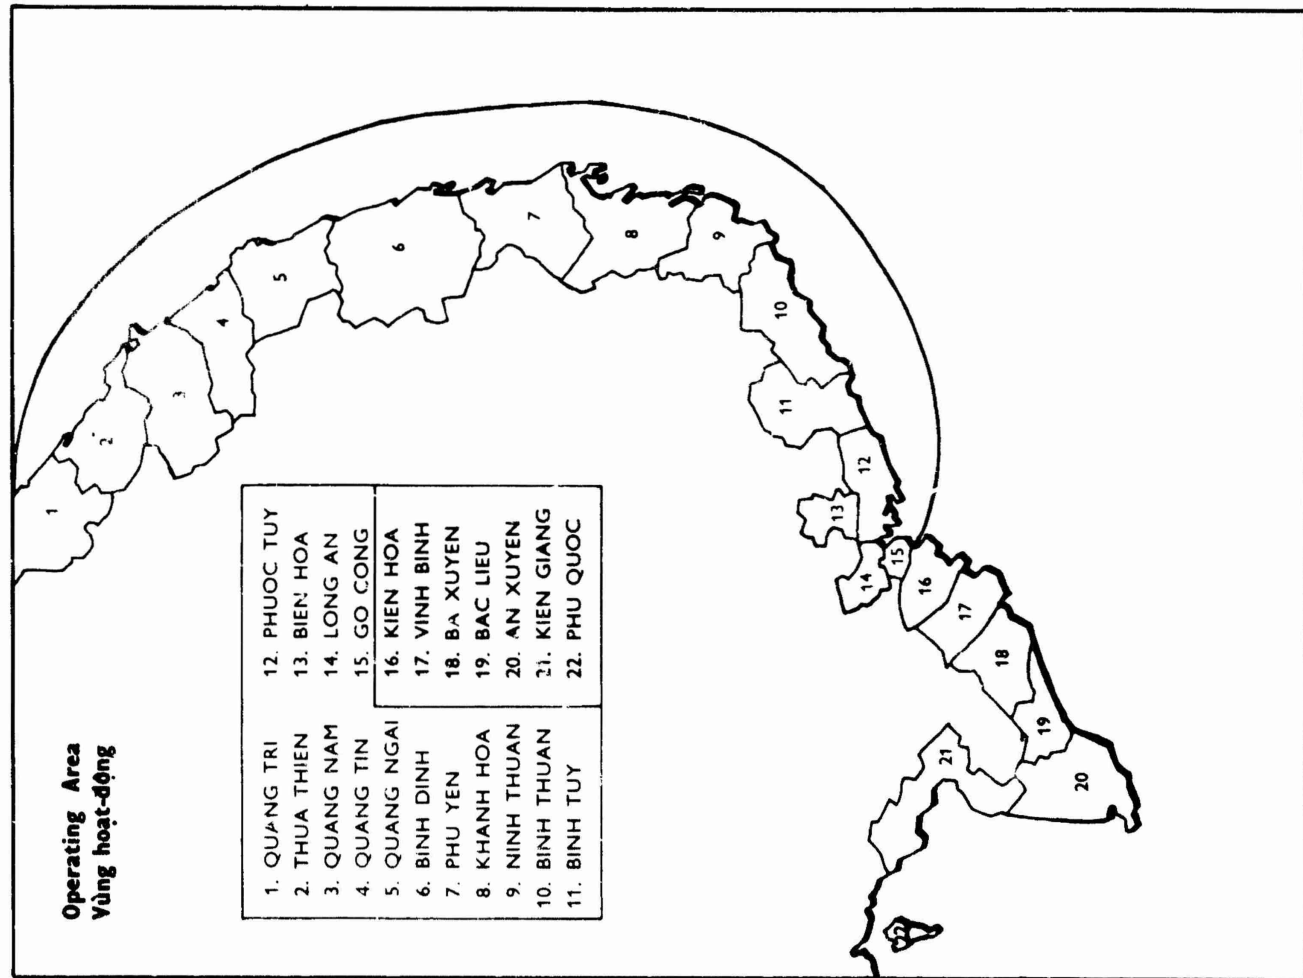 Operating Area
Vùng hoạt-động
1. QUANG TRI
2. THUA THIEN
3. QUANG NAM
4. QUANG TIN
5. QUANG NGAI
6. BINH DINH
7. PHU YEN
8. KHANH HOA
9. NINH THUAN
10. BINH THUAN
11. BINH TUY
12. PHUOC TUY
13. BIEN HOA
14. LONG AN
15. GO CONG
16. KIEN HOA
17. VINH BINH
18. BA XUYEN
19. BAC LIEU
20. AN XUYEN
21. KIEN GIANG
22. PHU QUOC
1
2
3
4
5
6
7
8
9
10
11
12
13
14
15
16
17
18
19
20
21
22